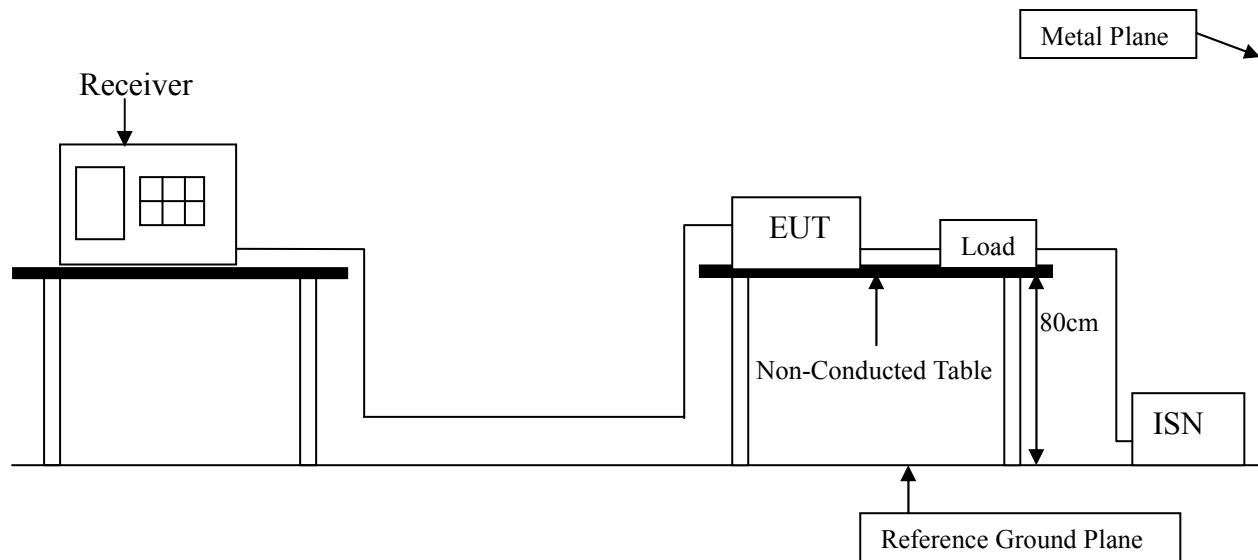 Metal Plane
Receiver
EUT
Load
80cm
Non-Conducted Table
ISN
Reference Ground Plane